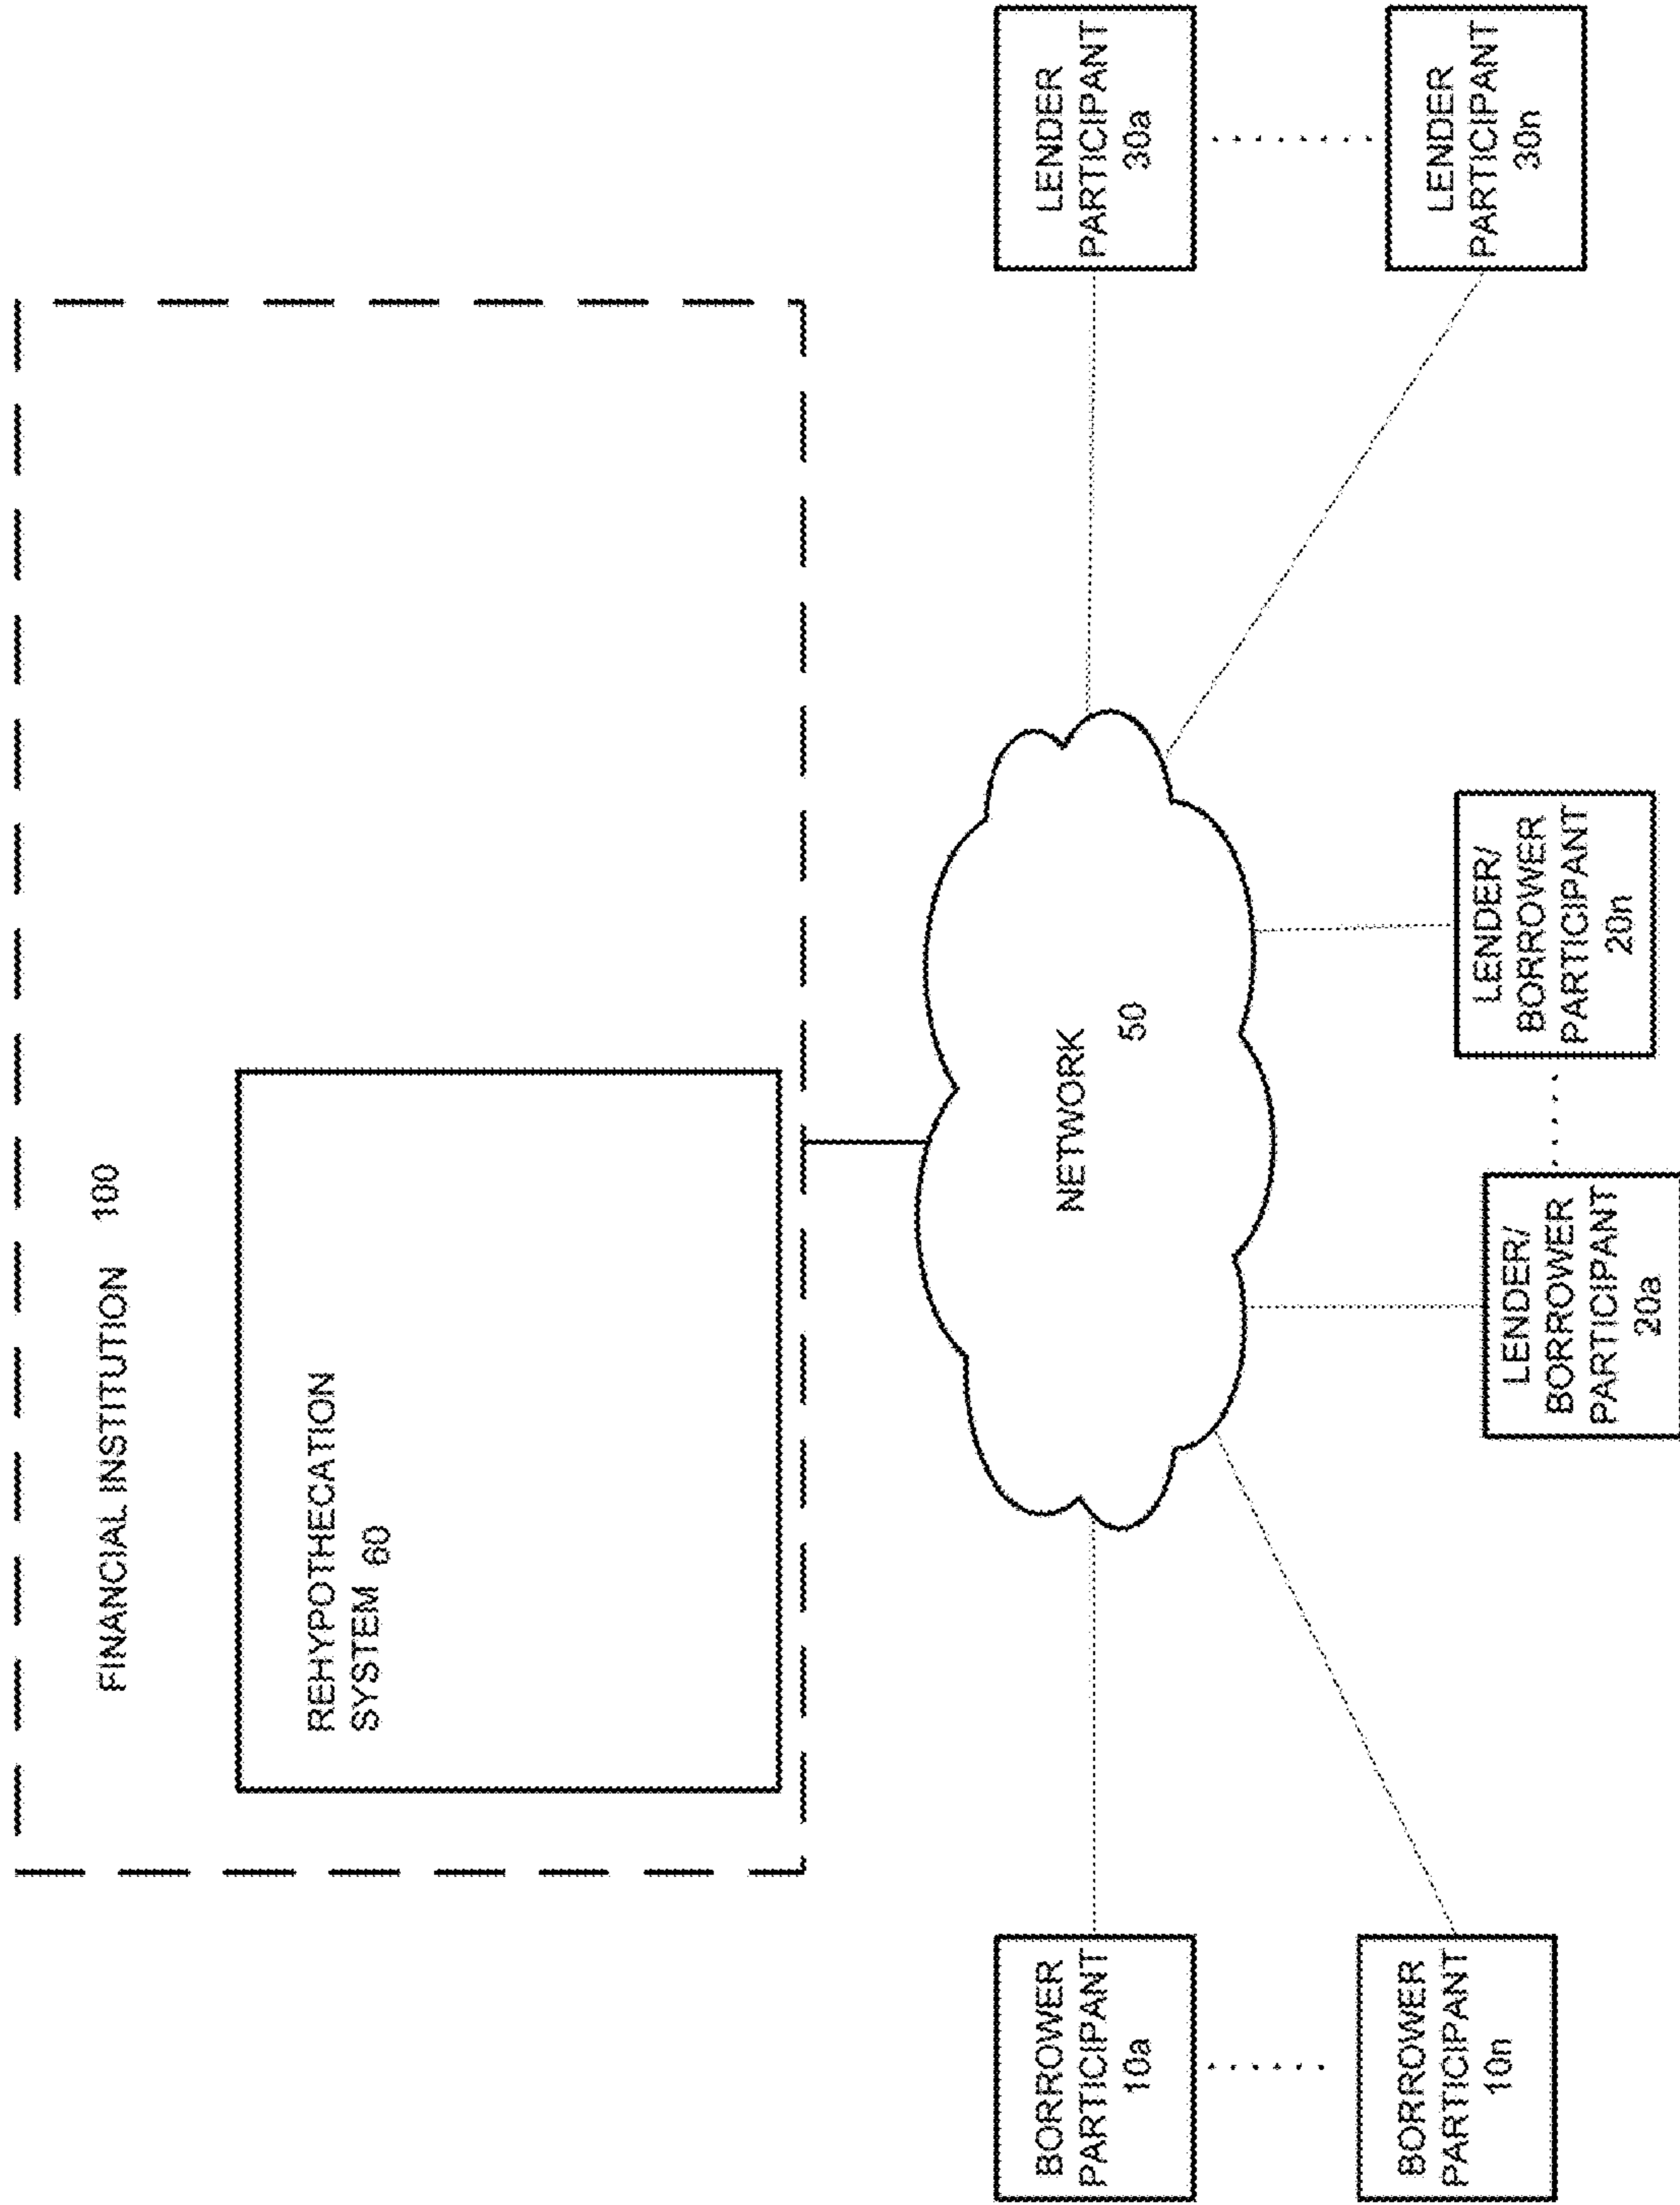 FINANCIAL INSTITUTION 100
REHYPOTHECATION
SYSTEM 60
NETWORK
50
BORROWER
PARTICIPANT
10a
BORROWER
PARTICIPANT
10n
LENDER/
BORROWER
PARTICIPANT
20a
LENDER/
BORROWER
PARTICIPANT
20n
LENDER
PARTICIPANT
30a
LENDER
PARTICIPANT
30n